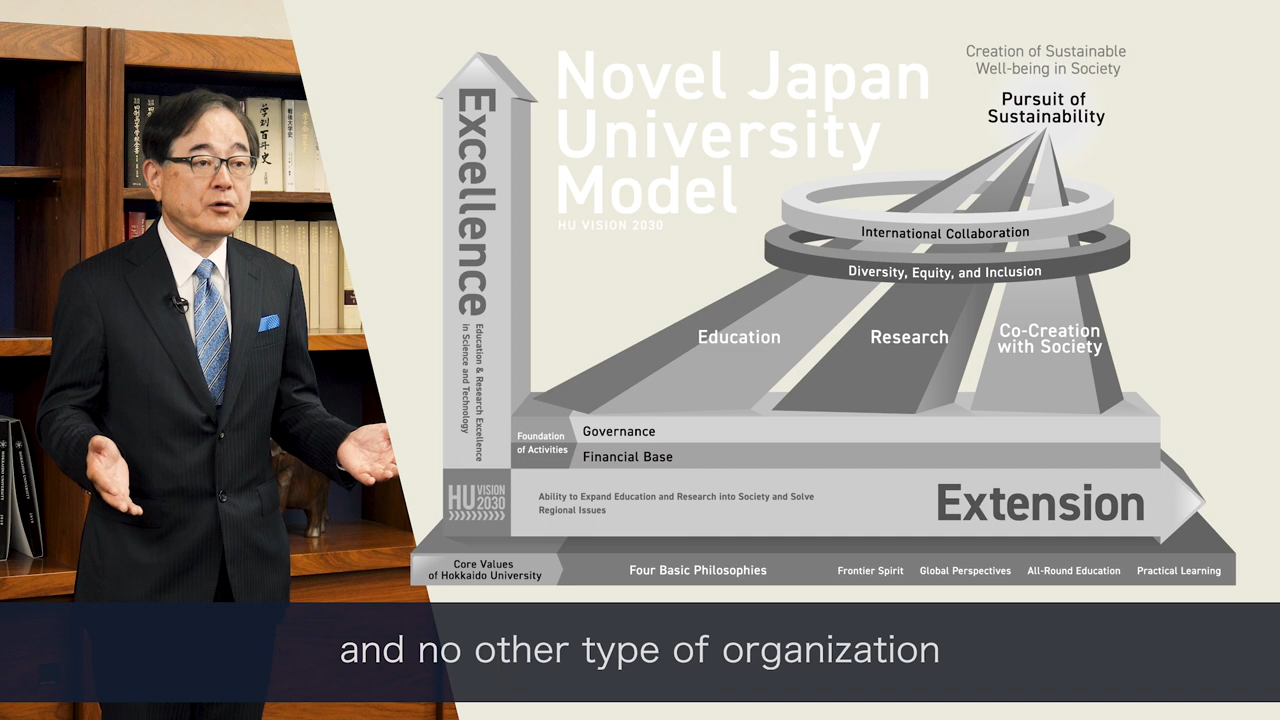 Novel Japan
University
Model
HU VISION 2030
Creation of Sustainable
Well-being in Society
Pursuit of
Sustainability
International Collaboration
Diversity, Equity, and Inclusion
Education
Research
Co-Creation
with Society
Excellence
Education & Research Excellence
in Science and Technology
Foundation
of Activities
Governance
Financial Base
HU VISION
2030
Ability to Expand Education and Research into Society and Solve
Regional Issues
Extension
Core Values
of Hokkaido University
Four Basic Philosophies
Frontier Spirit
Global Perspectives
All-Round Education
Practical Learning
HOKKAIDO UNIVERSITY
HOKKAIDO UNIVERSITY
and no other type of organization